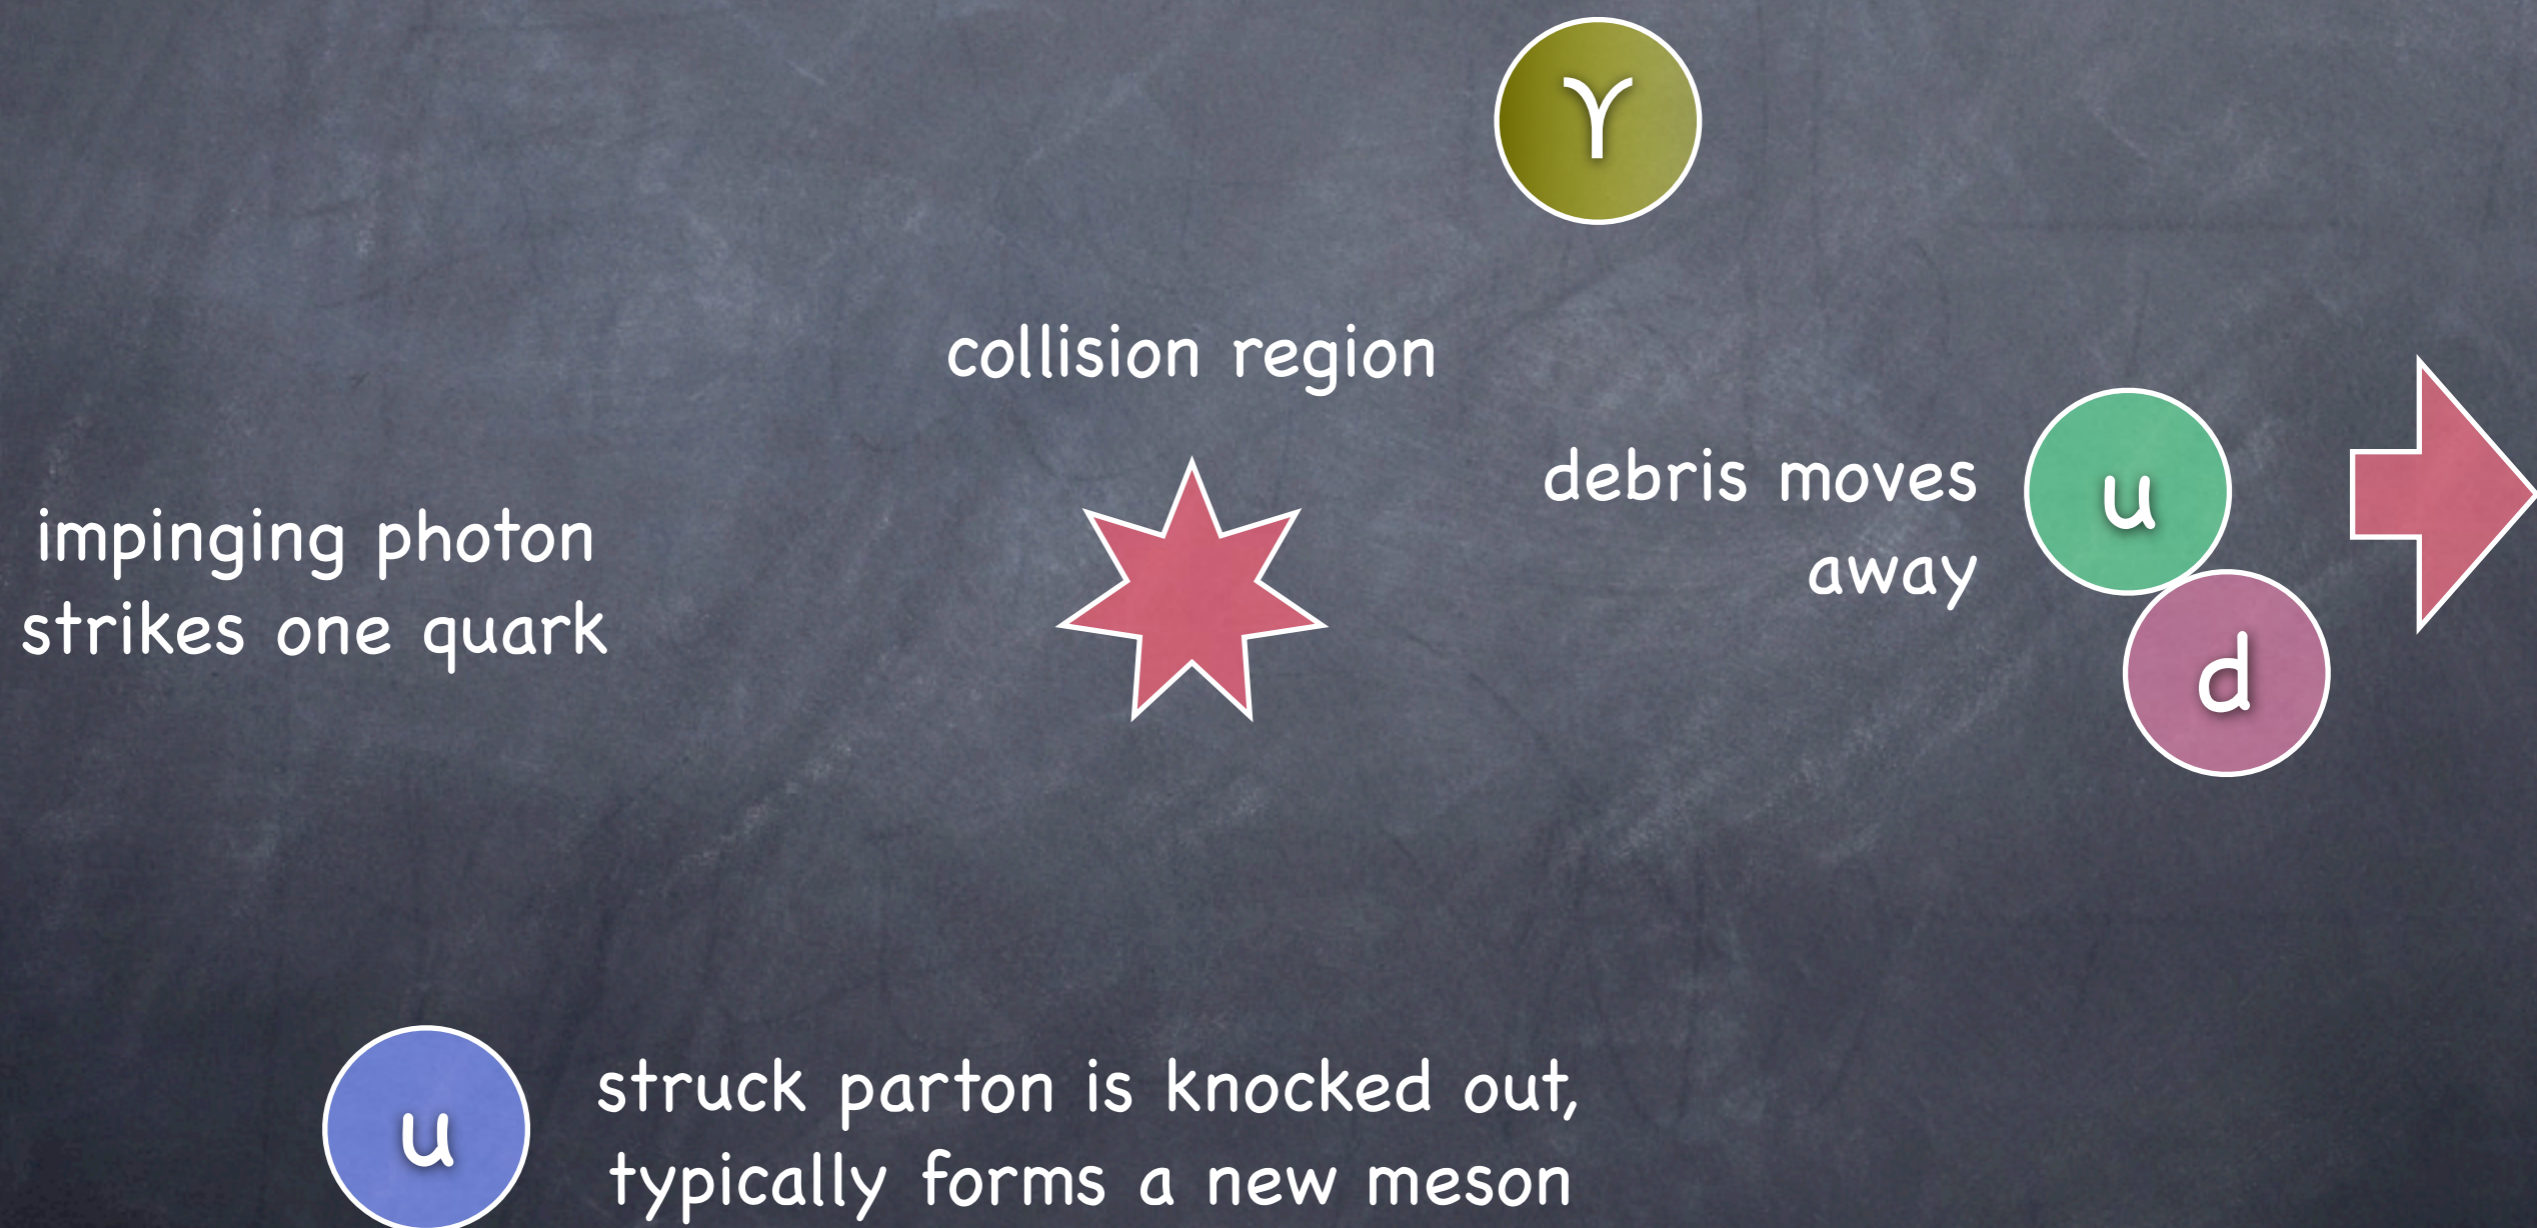 ϒ
collision region
debris moves
away
u
d
impinging photon
strikes one quark
u
struck parton is knocked out,
typically forms a new meson